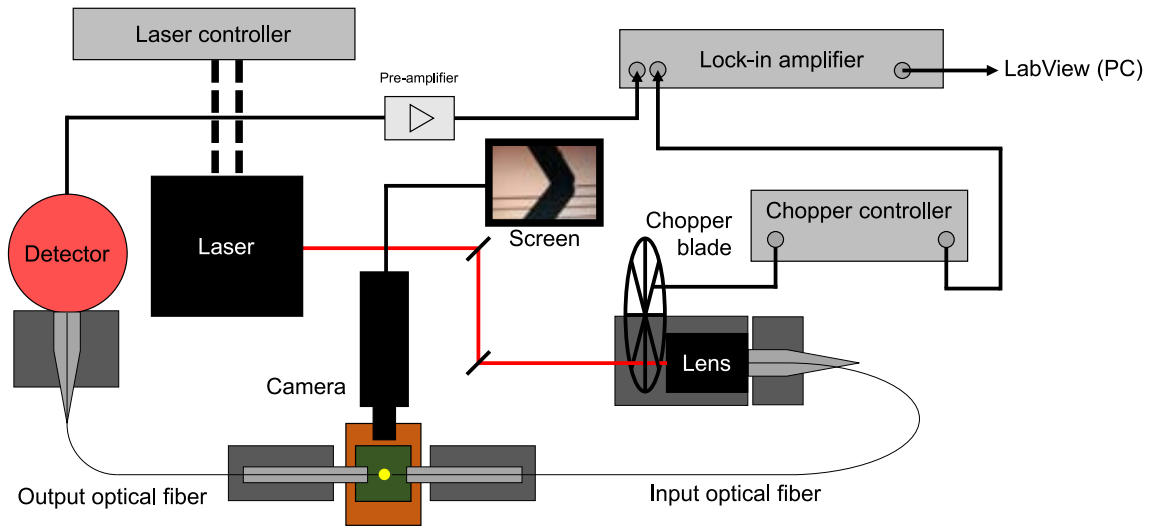 Laser controller
Lock-in amplifier
LabView (PC)
Pre-amplifier
Chopper controller
Chopper
blade
Screen
Laser
Detector
Lens
Camera
Output optical fiber
Input optical fiber